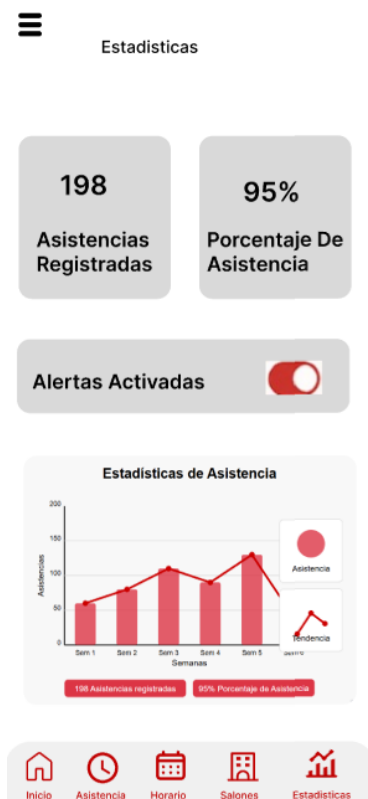 Estadisticas
198
Asistencias
Registradas
95%
Porcentaje De
Asistencia
Alertas Activadas
Estadísticas de Asistencia
200
150
100
50
0
Asistencias
Sem 1 Sem 2 Sem 3 Sem 4 Sem 5
Semanas
Asistencia
Tendencia
198 Asistencias registradas
95% Porcentaje de Asistencia
Inicio Asistencia Horario Salones Estadisticas